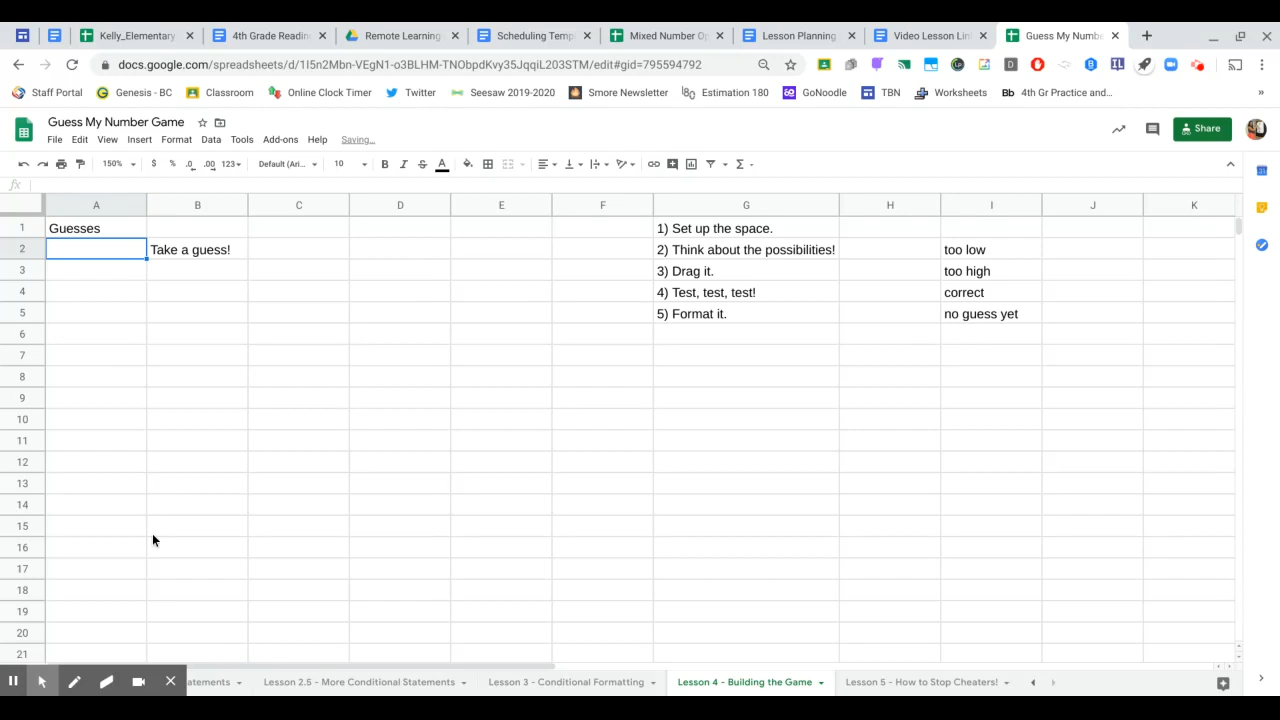 Kelly_Elementary
4th Grade Readin
Remote Learning
Scheduling Temp
Mixed Number Op
Lesson Planning
Video Lesson Lin
Guess My Numbe
docs.google.com/spreadsheets/d/1I5n2Mbn-VEgN1-o3BLHM-TNObpdKvy35JqqiL203STM/edit#gid=795594792
Staff Portal
Genesis - BC
Classroom
Online Clock Timer
Twitter
Seesaw 2019-2020
Smore Newsletter
Estimation 180
GoNoodle
TBN
Worksheets
Bb 4th Gr Practice and...
»
Guess My Number Game
File Edit View Insert Format Data Tools Add-ons Help Saving...
Share
150% $ % .0 .00 123 Default (Ari... 10 B I S A
fx
A B C D E F G H I J K
1 Guesses 1) Set up the space.
2 Take a guess! 2) Think about the possibilities! too low
3 3) Drag it. too high
4 4) Test, test, test! correct
5 5) Format it. no guess yet
6
7
8
9
10
11
12
13
14
15
16
17
18
19
20
21
atements
Lesson 2.5 - More Conditional Statements
Lesson 3 - Conditional Formatting
Lesson 4 - Building the Game
Lesson 5 - How to Stop Cheaters!